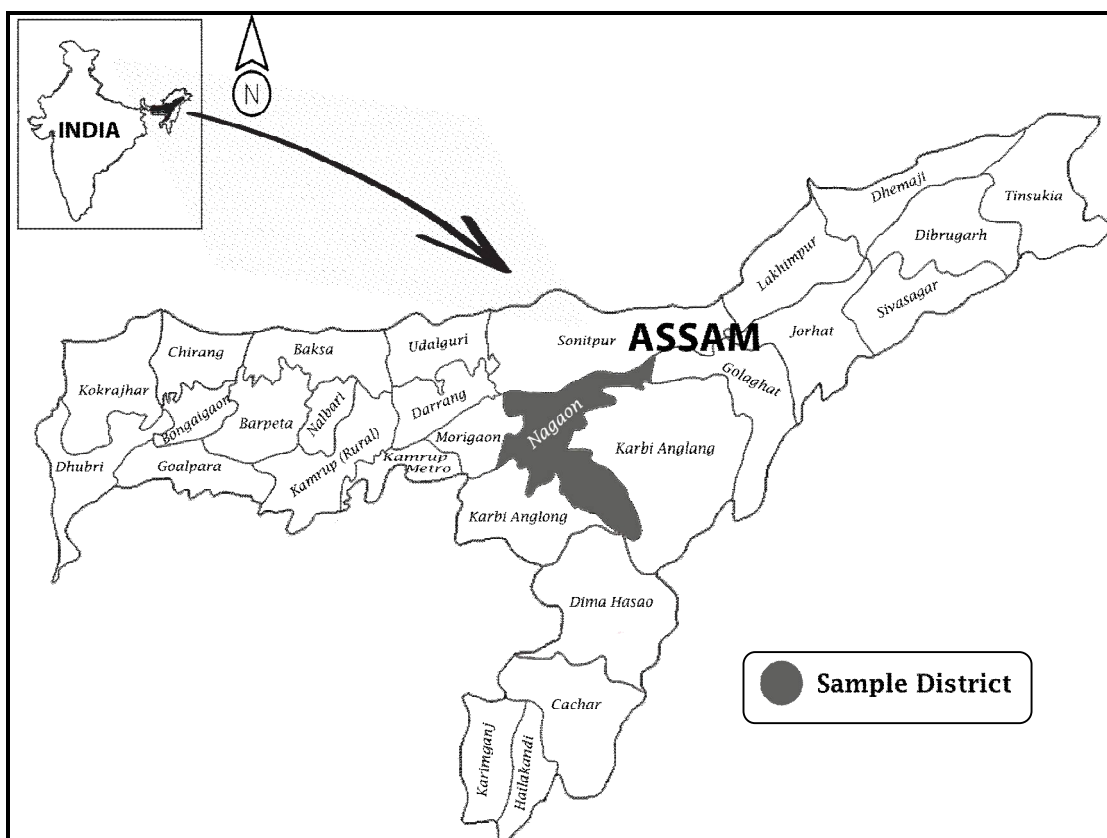 N
INDIA
ASSAM
Dhemaji
Tinsukia
Dibrugarh
Lakhimpur
Sivasagar
Jorhat
Sonitpur
Udalguri
Baksa
Chirang
Golaghat
Kokrajhar
Bongaigaon
Barpeta
Nalbari
Darrang
Nagaon
Morigaon
Karbi Anglang
Kamrup (Rural)
Kamrup
Metro
Dhubri
Goalpara
Karbi Anglong
Dima Hasao
Sample District
Cachar
Karimganj
Hailakandi